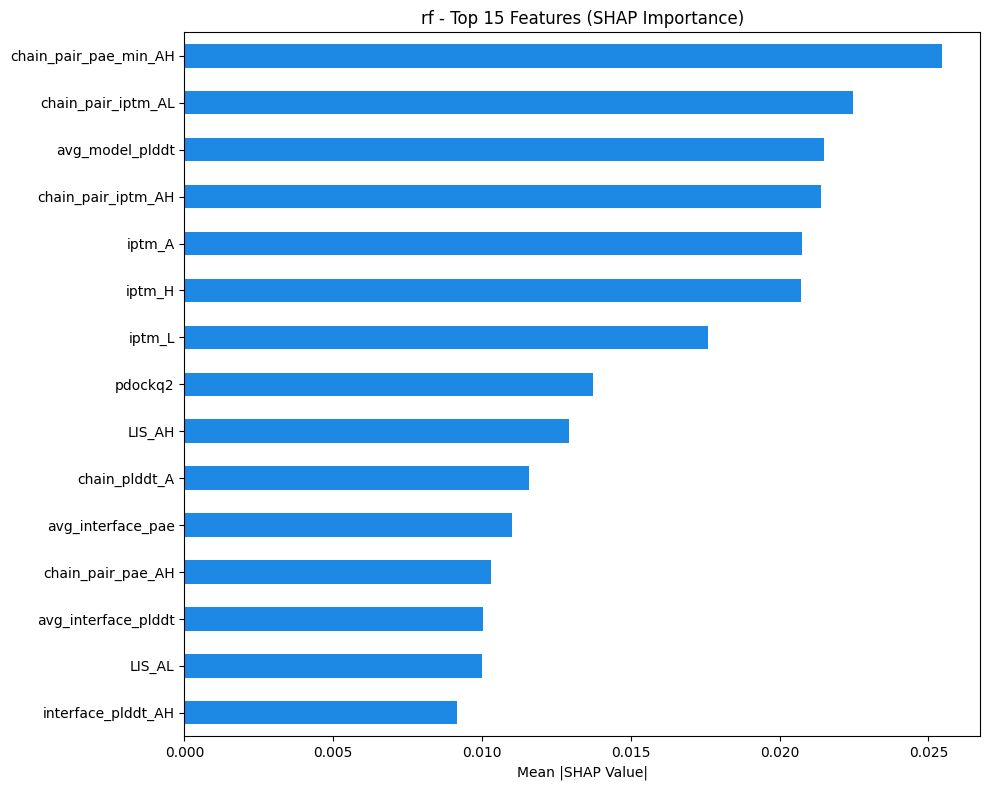 rf - Top 15 Features (SHAP Importance)
chain_pair_pae_min_AH
chain_pair_iptm_AL
avg_model_plddt
chain_pair_iptm_AH
iptm_A
iptm_H
iptm_L
pdockq2
LIS_AH
chain_plddt_A
avg_interface_pae
chain_pair_pae_AH
avg_interface_plddt
LIS_AL
interface_plddt_AH
0.000 0.005 0.010 0.015 0.020 0.025
Mean |SHAP Value|